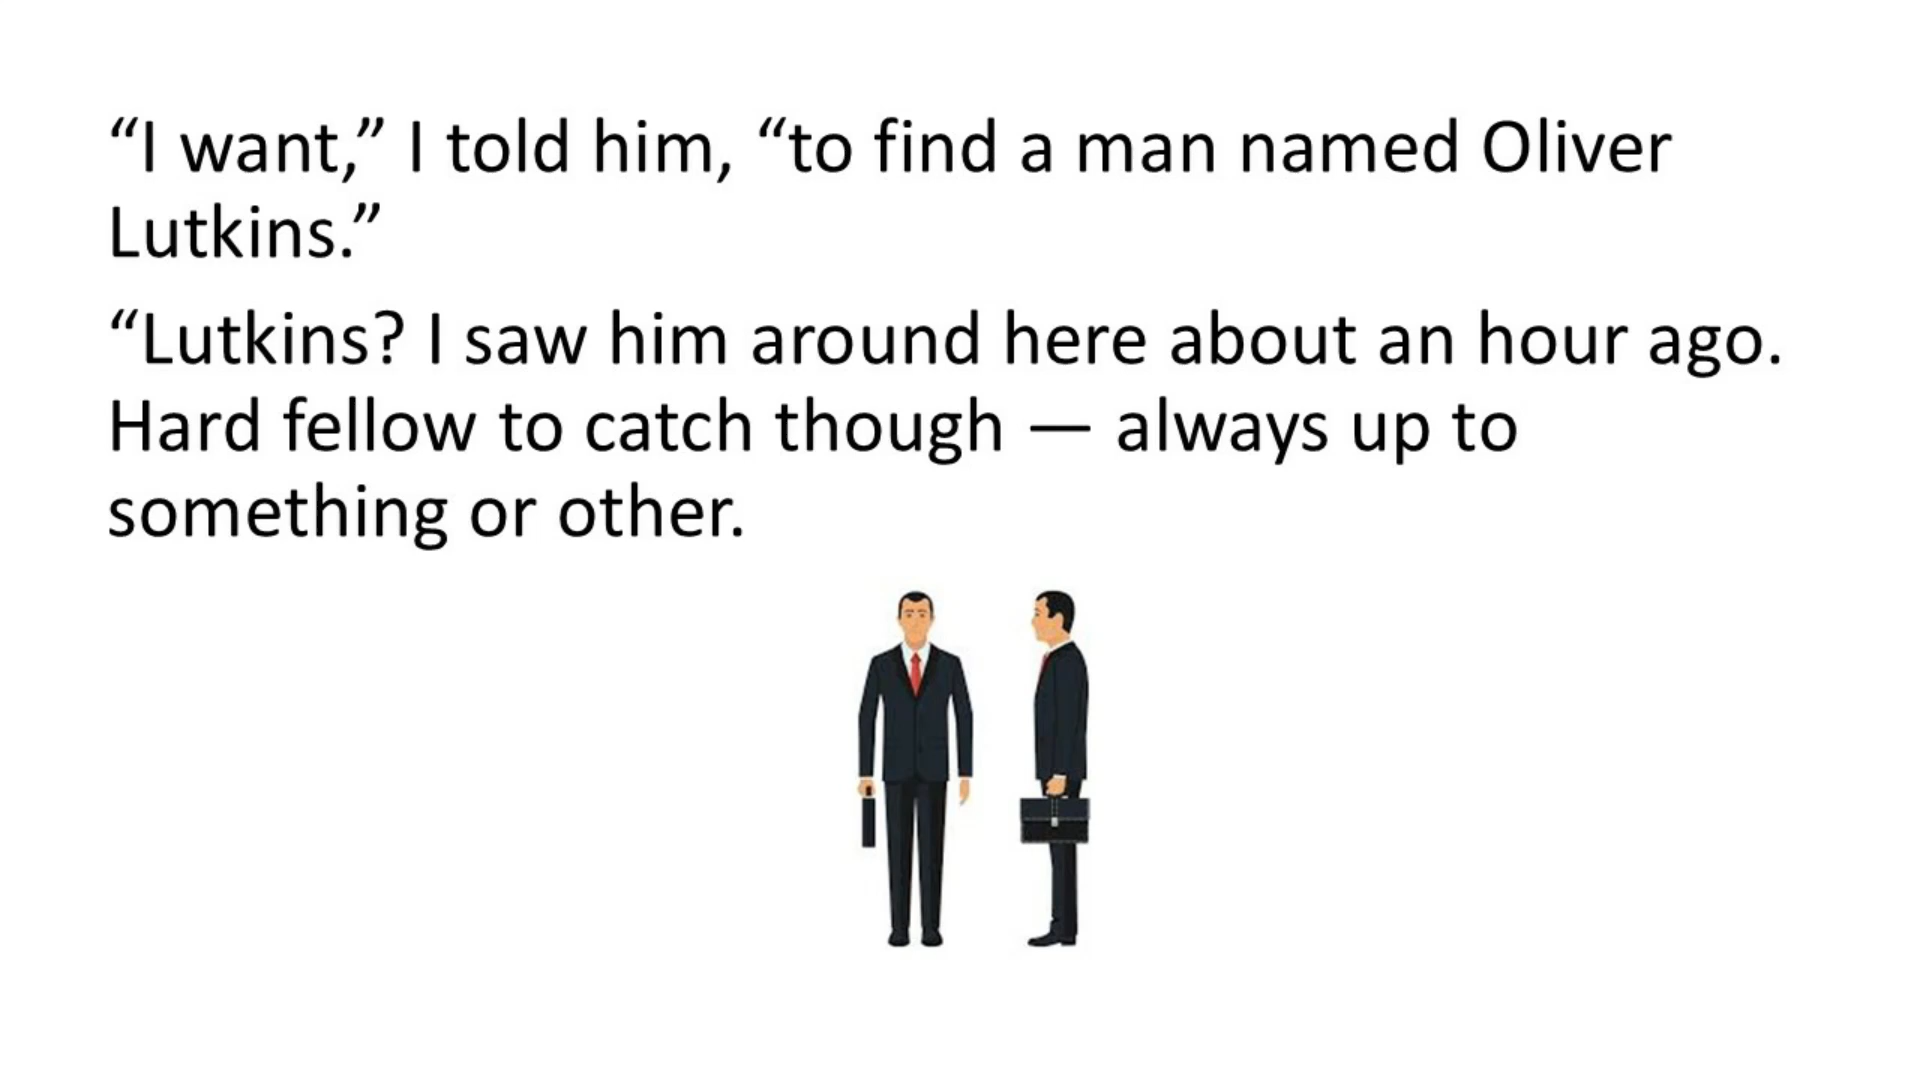 “I want,” I told him, “to find a man named Oliver
Lutkins.”
“Lutkins? I saw him around here about an hour ago.
Hard fellow to catch though — always up to
something or other.